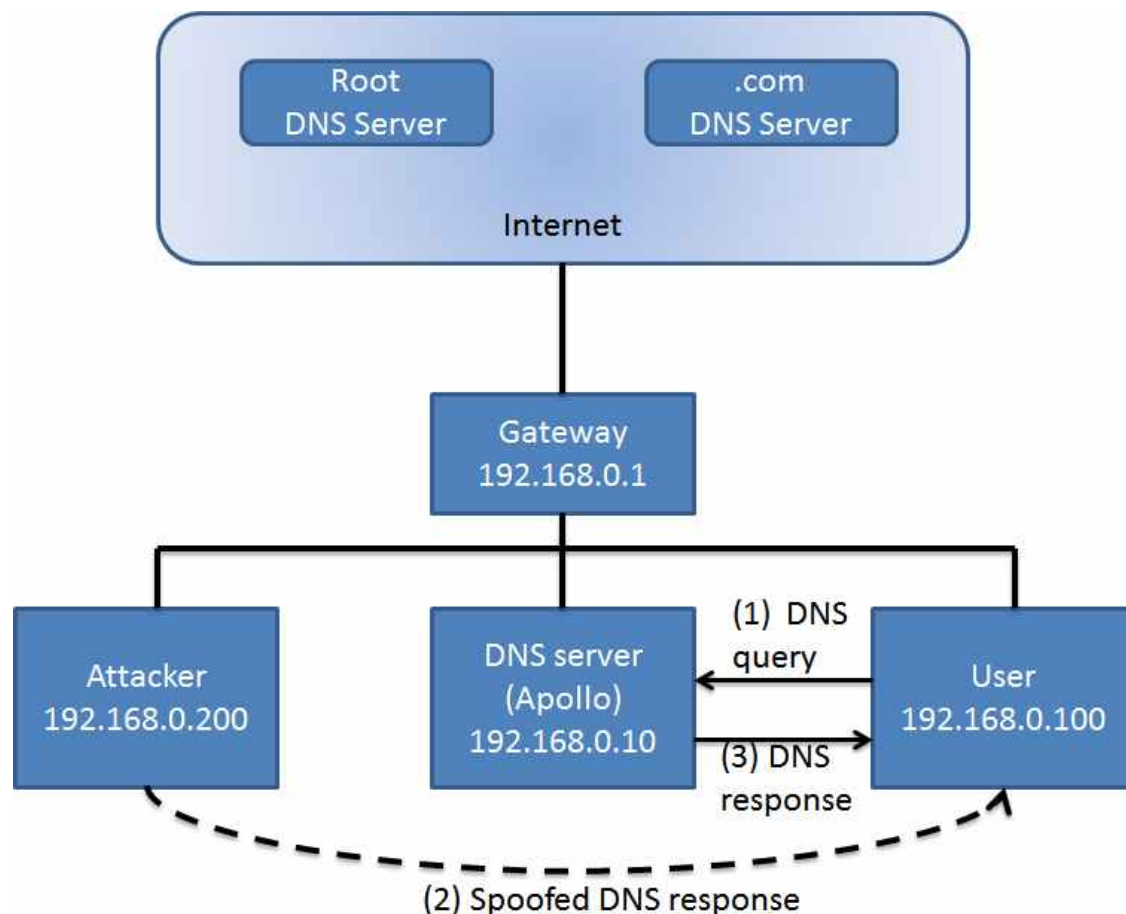 Root
DNS Server
.com
DNS Server
Internet
Gateway
192.168.0.1
Attacker
192.168.0.200
DNS server
(Apollo)
192.168.0.10
(1) DNS
query
(3) DNS
response
User
192.168.0.100
(2) Spoofed DNS response